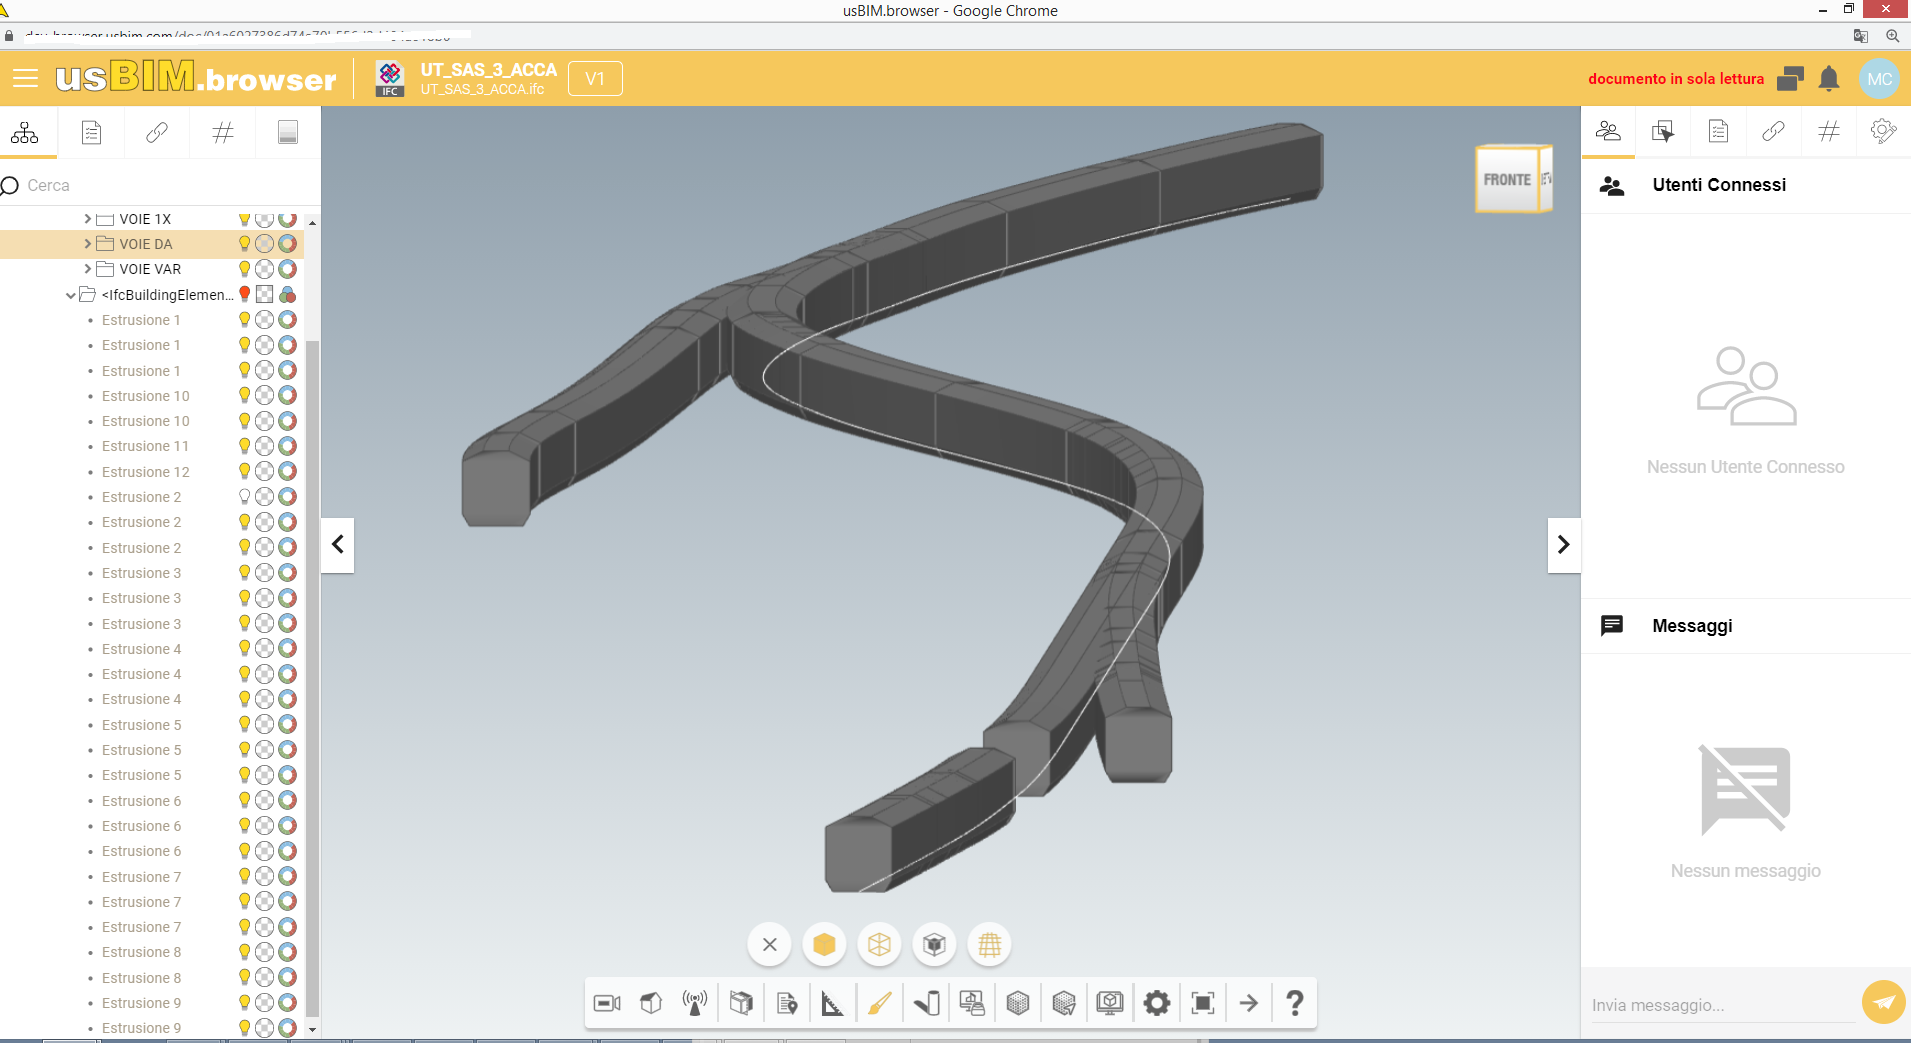 usBIM.browser - Google Chrome
usBIM.browser
IFC
UT_SAS_3_ACCA
UT_SAS_3_ACCA.ifc
V1
documento in sola lettura
MC
Cerca
VOIE 1X
VOIE DA
VOIE VAR
<IfcBuildingElemen...
Estrusione 1
Estrusione 1
Estrusione 1
Estrusione 10
Estrusione 10
Estrusione 11
Estrusione 12
Estrusione 2
Estrusione 2
Estrusione 2
Estrusione 3
Estrusione 3
Estrusione 3
Estrusione 4
Estrusione 4
Estrusione 4
Estrusione 5
Estrusione 5
Estrusione 5
Estrusione 6
Estrusione 6
Estrusione 6
Estrusione 7
Estrusione 7
Estrusione 7
Estrusione 8
Estrusione 8
Estrusione 9
Estrusione 9
FRONTE
Utenti Connessi
Nessun Utente Connesso
Messaggi
Nessun messaggio
Invia messaggio...